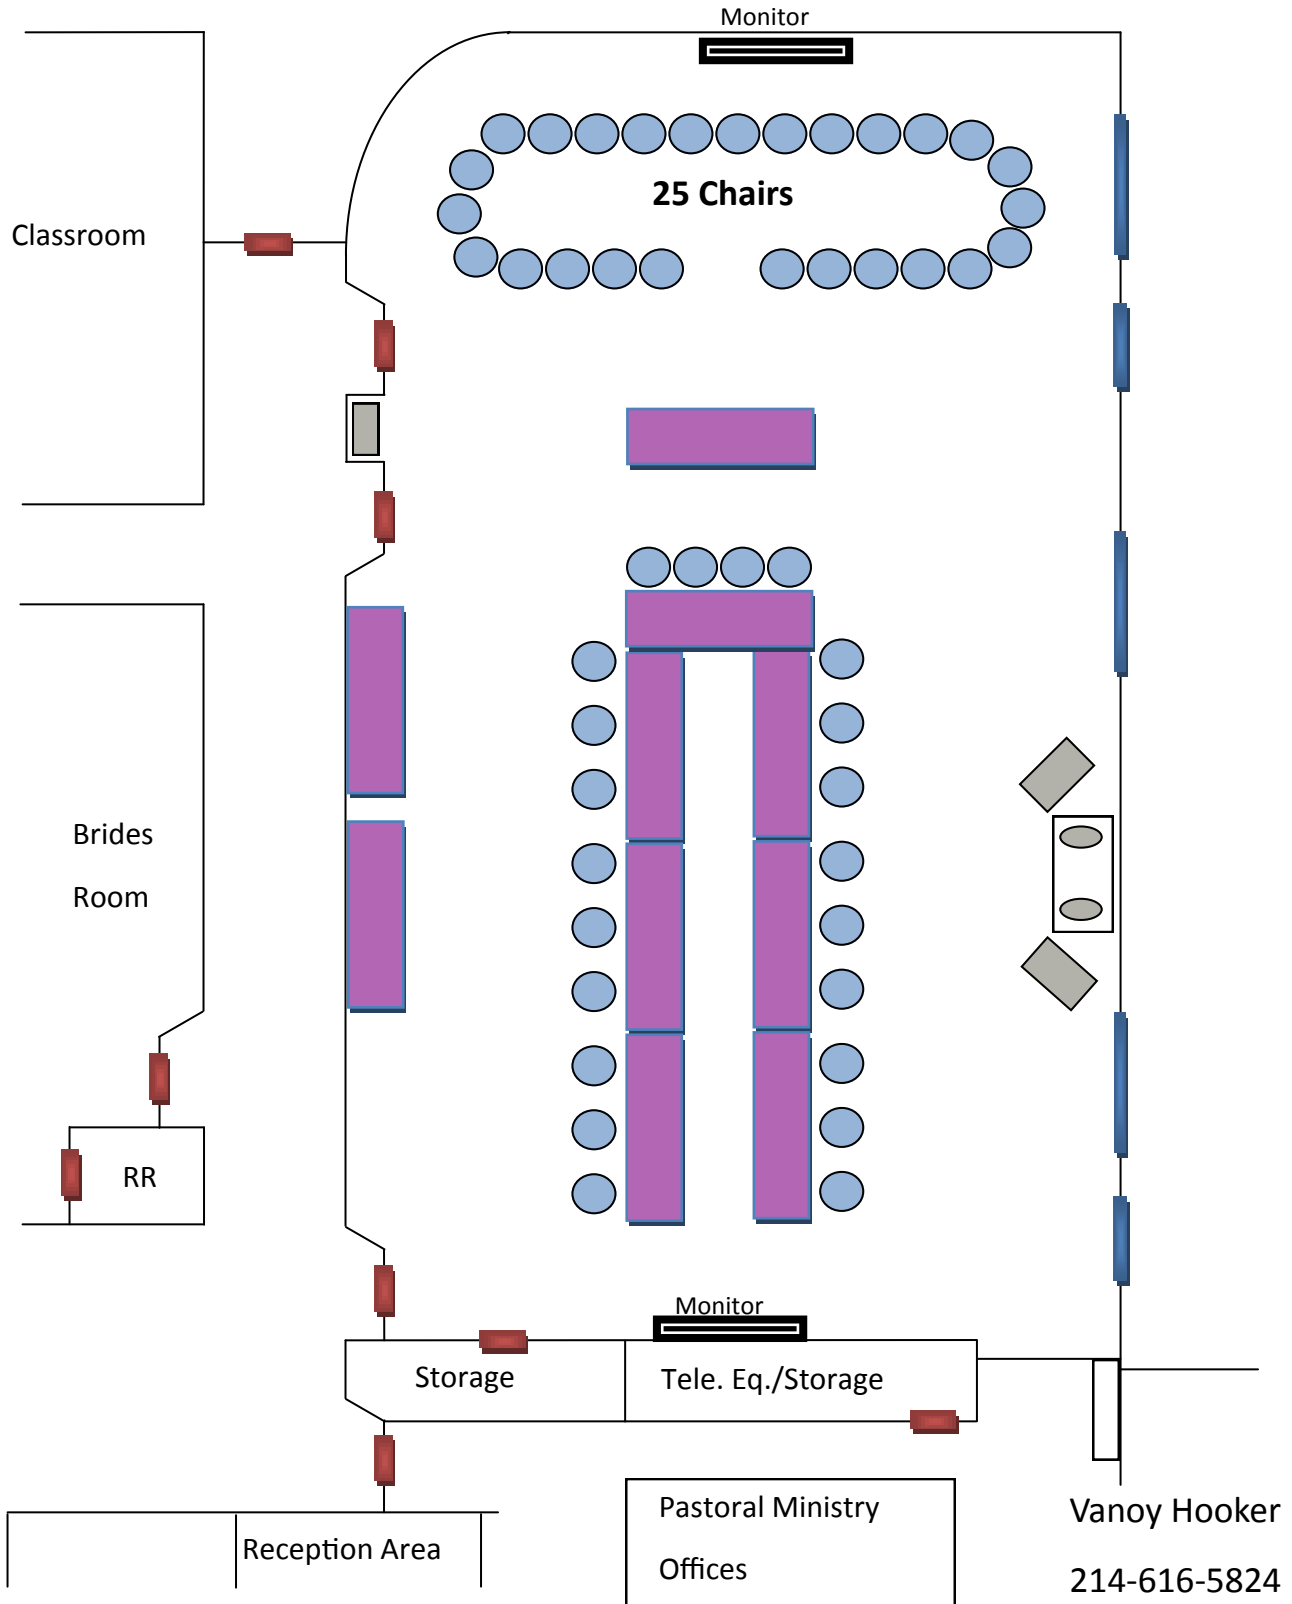 Monitor
25 Chairs
Classroom
Brides
Room
RR
Monitor
Storage
Tele. Eq./Storage
Pastoral Ministry
Offices
Reception Area
Vanoy Hooker
214-616-5824